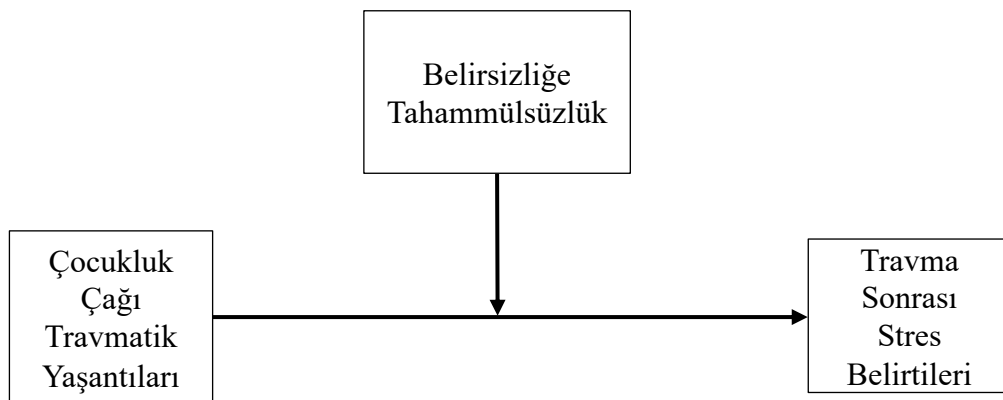 Belirsizliğe
Tahammülsüzlük
Çocukluk
Çağı
Travmatik
Yaşantıları
Travma
Sonrası
Stres
Belirtileri